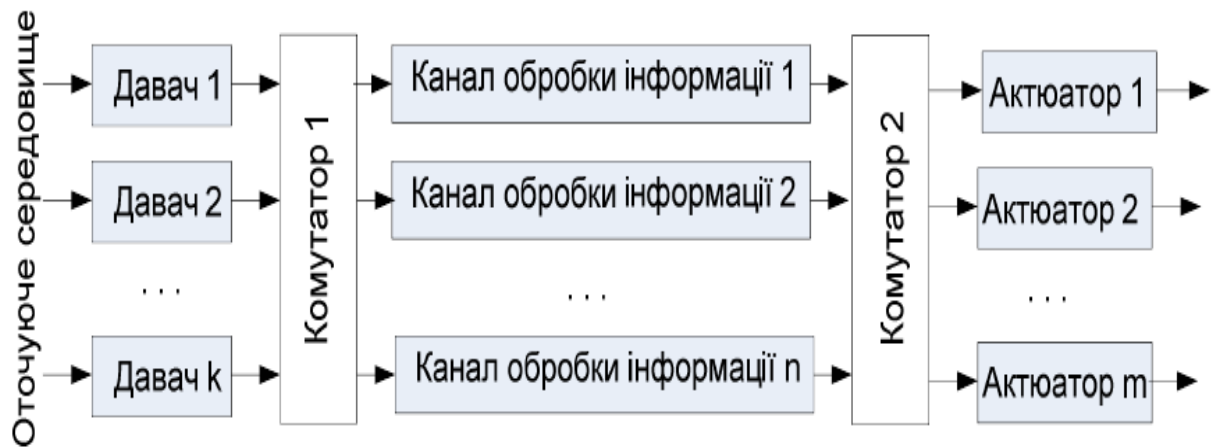 Оточуюче середовище
Давач 1
Комутатор 1
Канал обробки інформації 1
Комутатор 2
Актюатор 1
Давач 2
Канал обробки інформації 2
Актюатор 2
. . .
. . .
. . .
Давач k
Канал обробки інформації n
Актюатор m